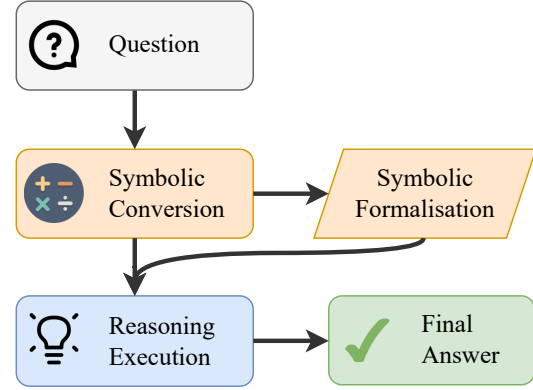 Question
Symbolic
Conversion
Symbolic
Formalisation
Reasoning
Execution
Final
Answer